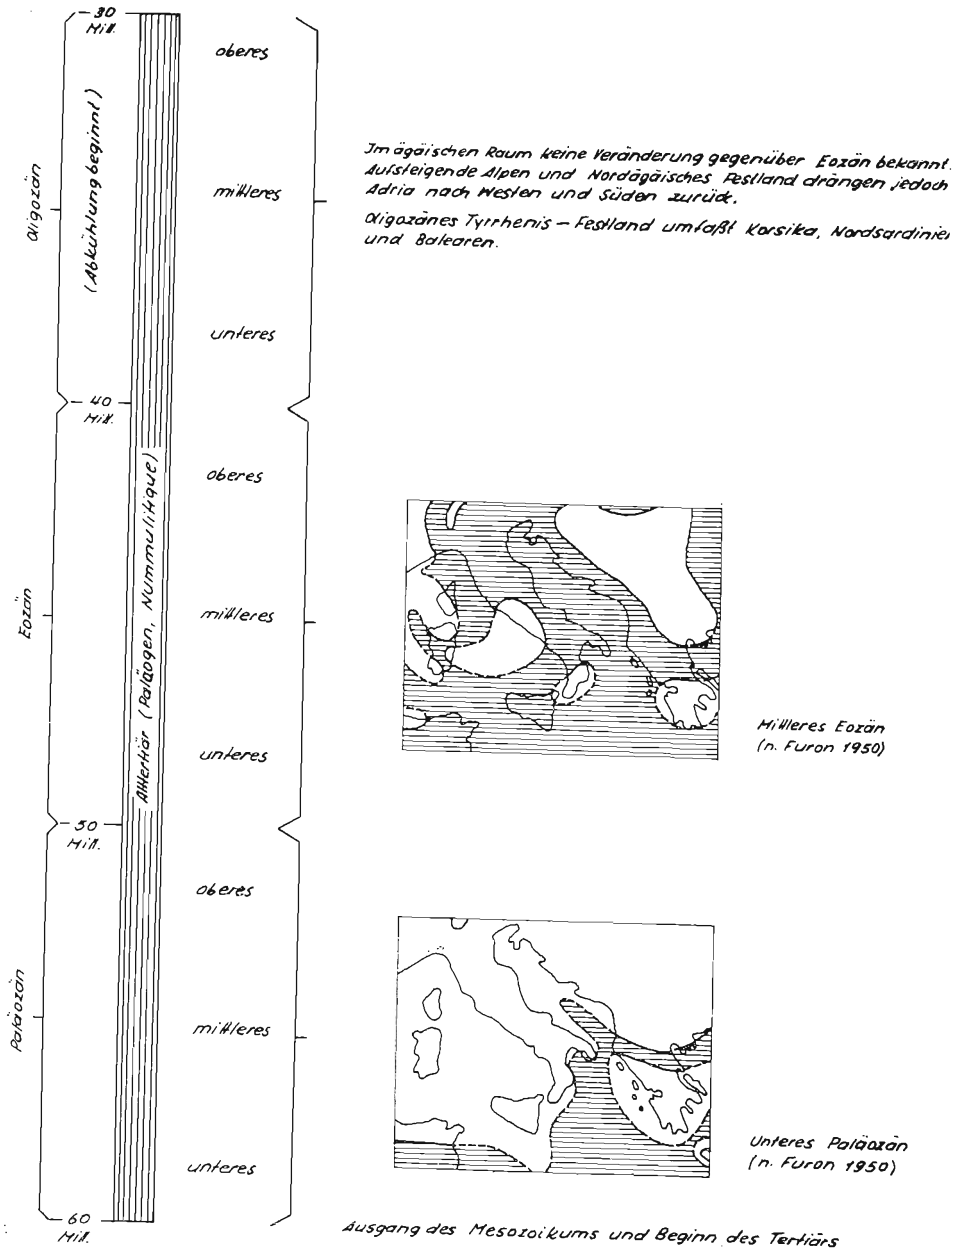 30
Mill.
oberes
Oligozän
(Abkühlung beginnt)
mittleres
Im ägäischen Raum keine Veränderung gegenüber Eozän bekannt.
Aufsteigende Alpen und Nordägäisches Festland drängen jedoch
Adria nach Westen und Süden zurück.
Oligozänes Tyrrhenis – Festland umfaßt Korsika, Nordsardinie
und Balearen.
unteres
40
Mill.
oberes
Eozän
Alttertiär (Paläogen, Nummulitique)
mittleres
unteres
Mittleres Eozän
(n. Furon 1950)
50
Mill.
oberes
Paläozän
mittleres
unteres
Unteres Paläozän
(n. Furon 1950)
60
Mill.
Ausgang des Mesozoikums und Beginn des Tertiärs